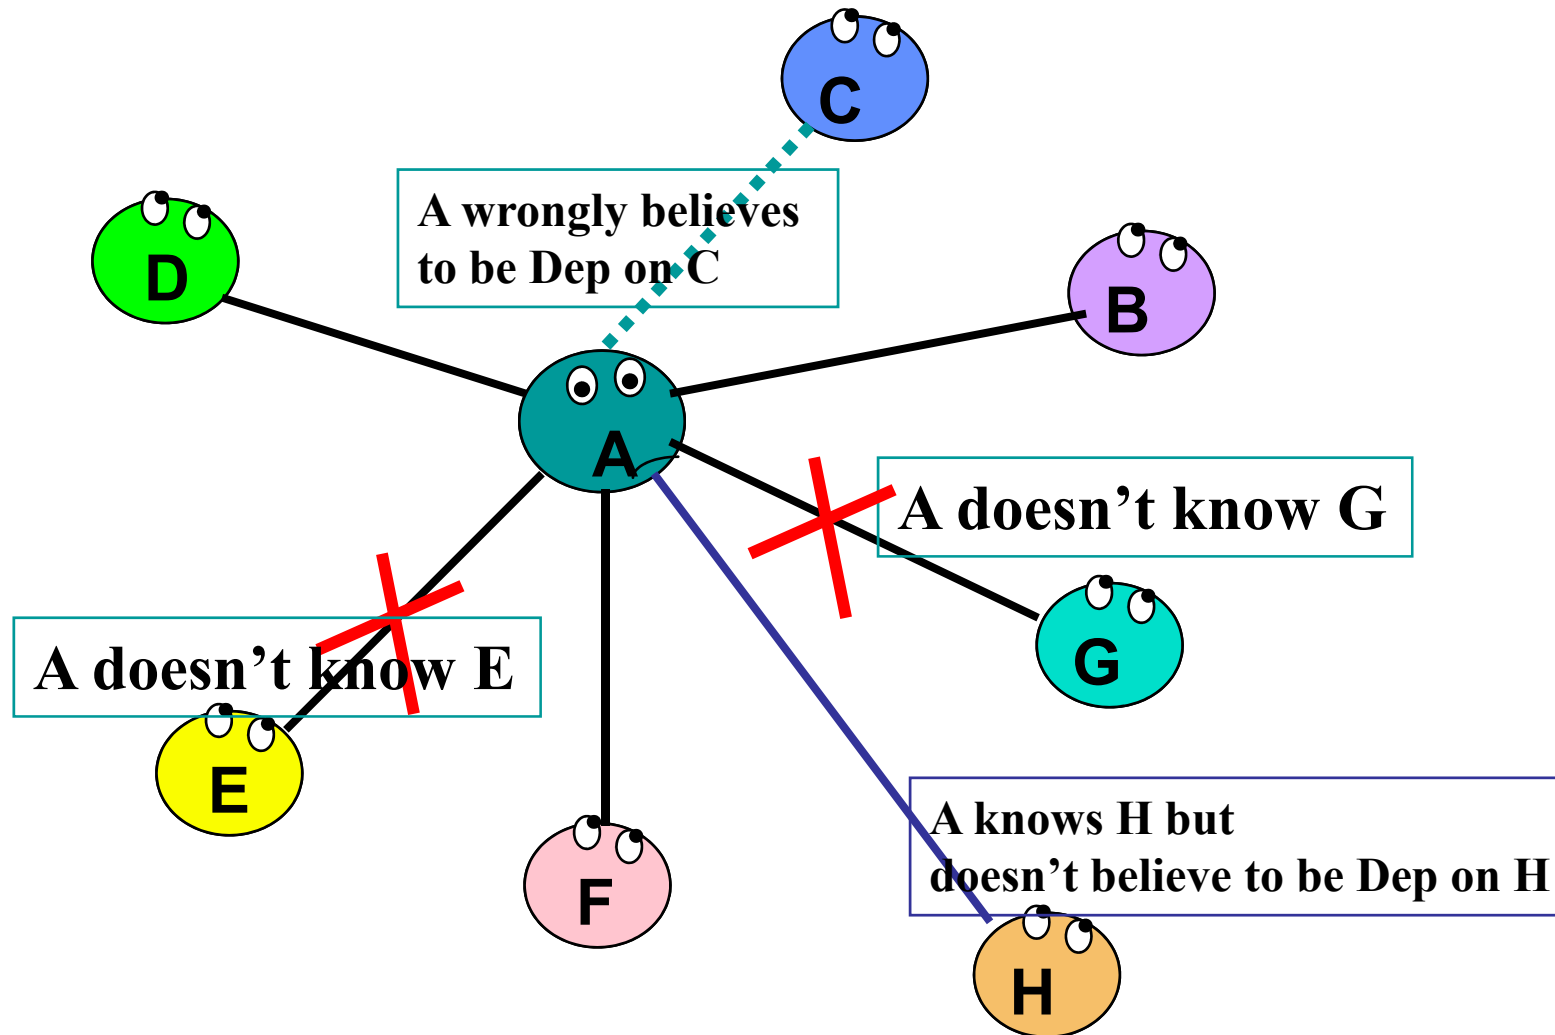 C
A wrongly believes
to be Dep on C
D
B
A
A doesn’t know G
A doesn’t know E
G
E
A knows H but
doesn’t believe to be Dep on H
F
H